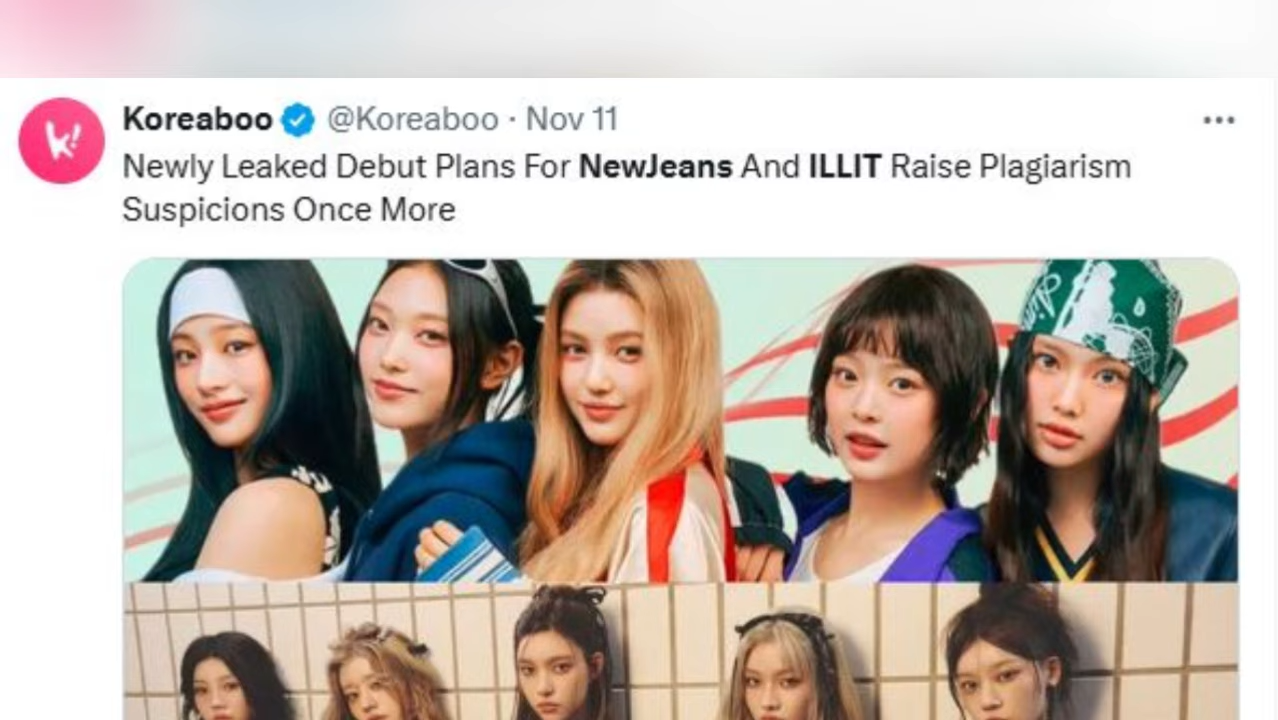 Koreaboo @Koreaboo · Nov 11
Newly Leaked Debut Plans For NewJeans And ILLIT Raise Plagiarism
Suspicions Once More
k!